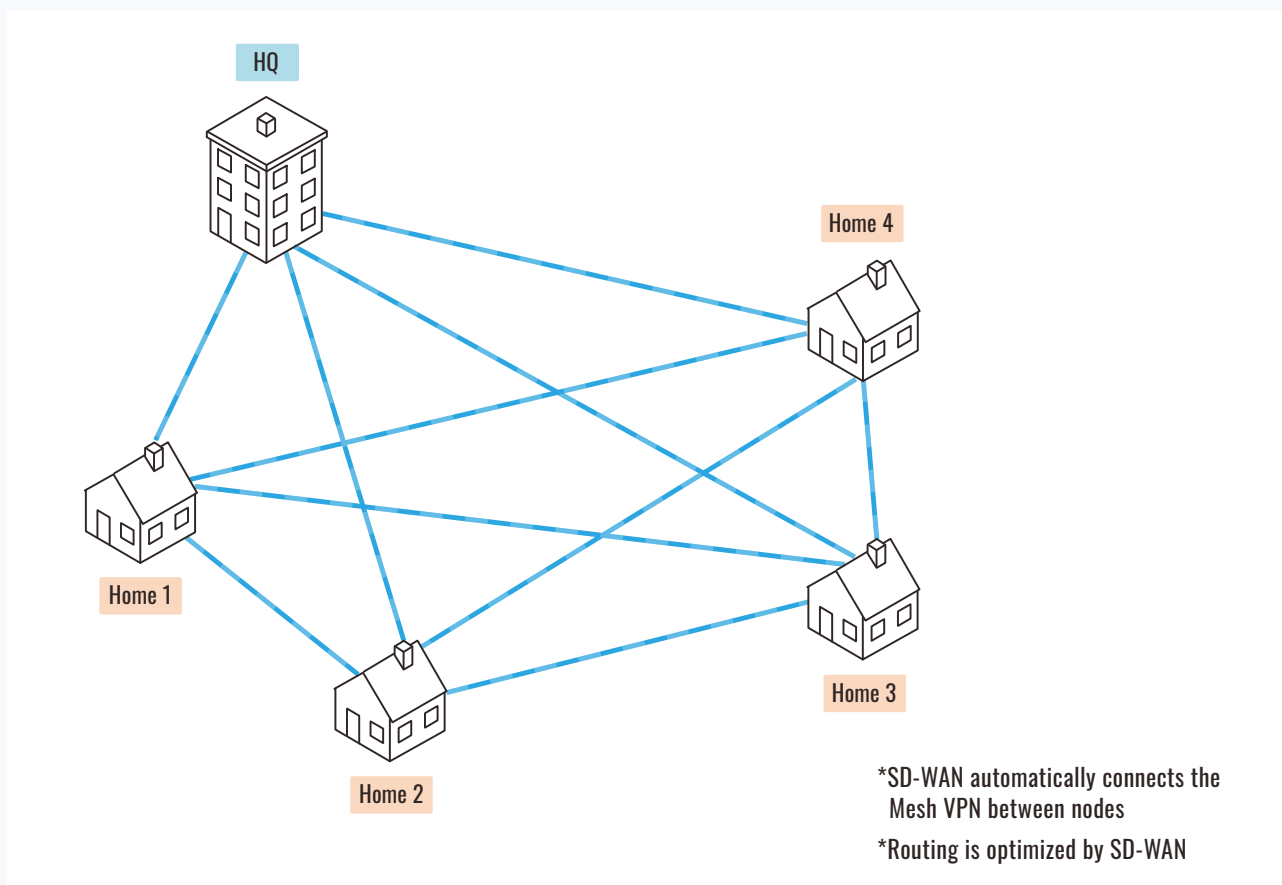 HQ
Home 4
Home 1
Home 3
Home 2
*SD-WAN automatically connects the
Mesh VPN between nodes
*Routing is optimized by SD-WAN